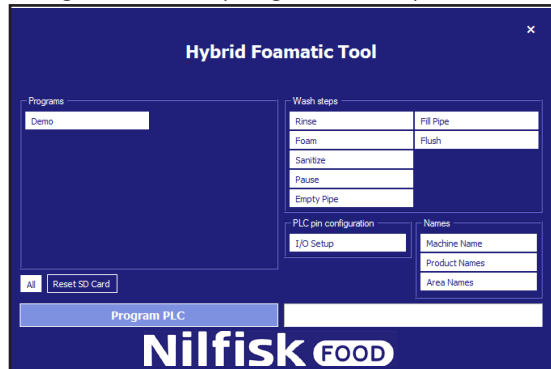 ×
Hybrid Foamatic Tool
Programs
Demo
Wash steps
Rinse
Fill Pipe
Foam
Flush
Sanitize
Pause
Empty Pipe
PLC pin configuration
I/O Setup
Names
Machine Name
Product Names
Area Names
All
Reset SD Card
Program PLC
Nilfisk FOOD